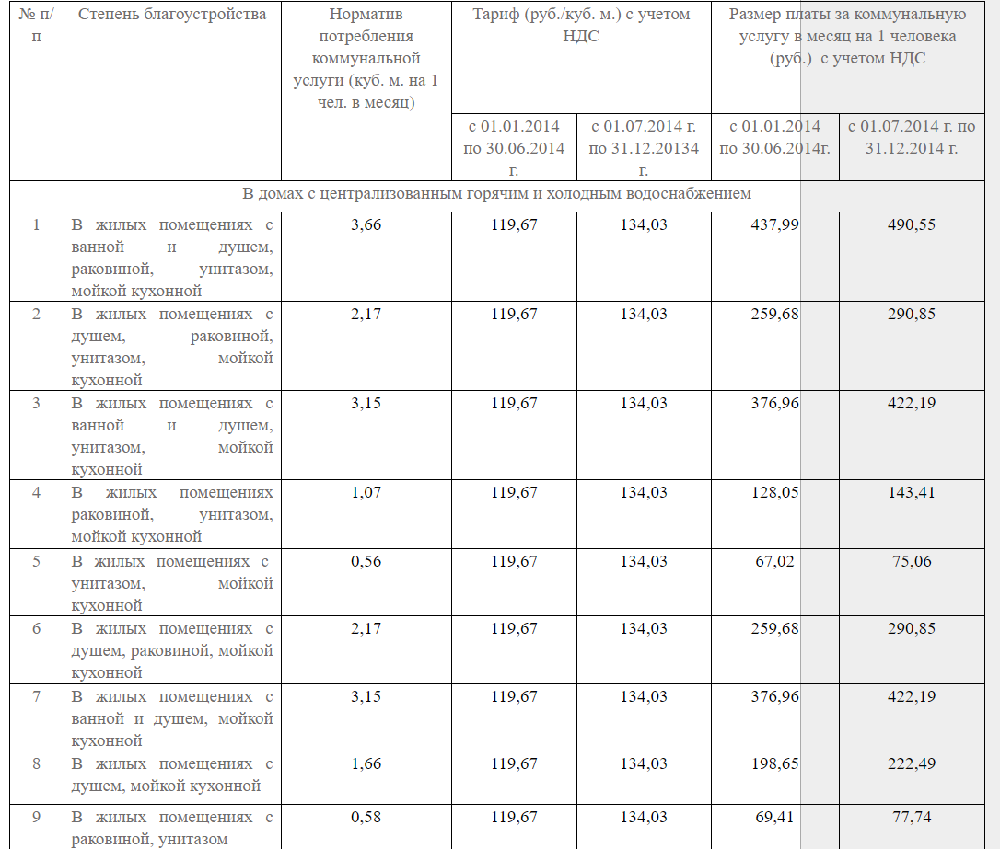 № п/
п
Степень благоустройства
Норматив
потребления
коммунальной
услуги (куб. м. на 1
чел. в месяц)
Тариф (руб./куб. м.) с учетом
НДС
Размер платы за коммунальную
услугу в месяц на 1 человека
(руб.) с учетом НДС
с 01.01.2014
по 30.06.2014
г.
с 01.07.2014 г.
по 31.12.20134
г.
с 01.01.2014
по 30.06.2014г.
с 01.07.2014 г. по
31.12.2014 г.
В домах с централизованным горячим и холодным водоснабжением
1
В жилых помещениях с
ванной и душем,
раковиной, унитазом,
мойкой кухонной
3,66
119,67
134,03
437,99
490,55
2
В жилых помещениях с
душем, раковиной,
унитазом, мойкой
кухонной
2,17
119,67
134,03
259,68
290,85
3
В жилых помещениях с
ванной и душем,
унитазом, мойкой
кухонной
3,15
119,67
134,03
376,96
422,19
4
В жилых помещениях
раковиной, унитазом,
мойкой кухонной
1,07
119,67
134,03
128,05
143,41
5
В жилых помещениях с
унитазом, мойкой
кухонной
0,56
119,67
134,03
67,02
75,06
6
В жилых помещениях с
душем, раковиной, мойкой
кухонной
2,17
119,67
134,03
259,68
290,85
7
В жилых помещениях с
ванной и душем, мойкой
кухонной
3,15
119,67
134,03
376,96
422,19
8
В жилых помещениях с
душем, мойкой кухонной
1,66
119,67
134,03
198,65
222,49
9
В жилых помещениях с
раковиной, унитазом
0,58
119,67
134,03
69,41
77,74